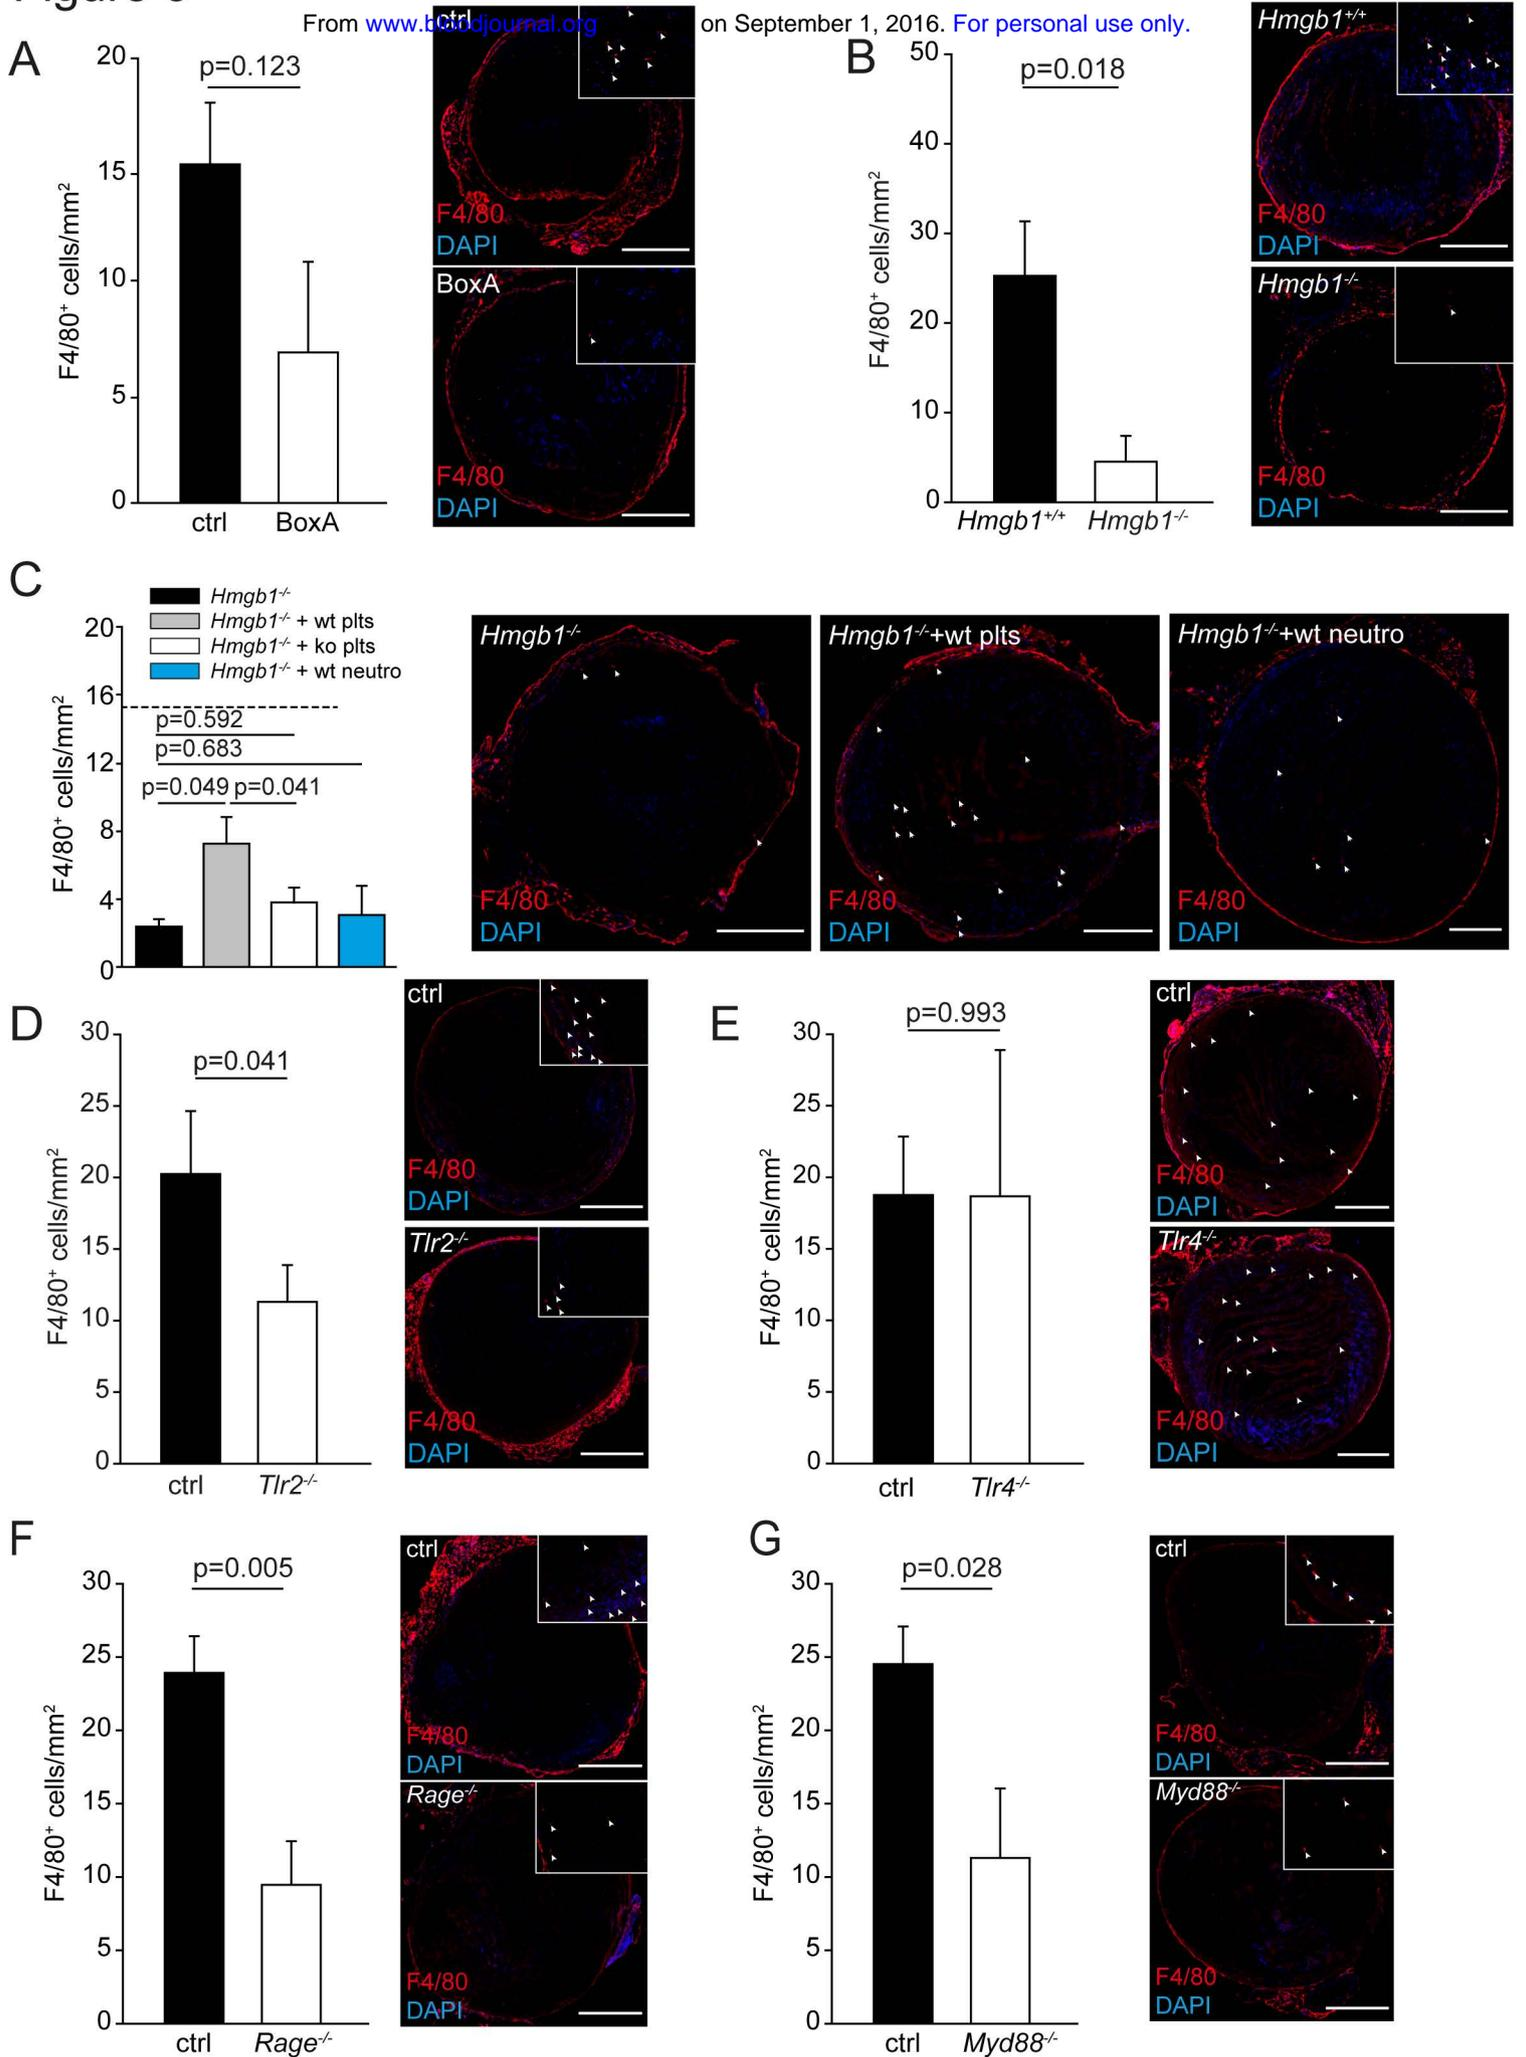 From www.bloodjournal.org on September 1, 2016. For personal use only.
A
20
15
10
5
0
F4/80⁺ cells/mm²
p=0.123
ctrl
BoxA
ctrl
F4/80
DAPI
BoxA
F4/80
DAPI
B
50
40
30
20
10
0
F4/80⁺ cells/mm²
p=0.018
Hmgb1⁺/⁺
Hmgb1⁻/⁻
Hmgb1⁺/⁺
F4/80
DAPI
Hmgb1⁻/⁻
F4/80
DAPI
C
Hmgb1⁻/⁻
Hmgb1⁻/⁻ + wt plts
Hmgb1⁻/⁻ + ko plts
Hmgb1⁻/⁻ + wt neutro
20
16
12
8
4
0
F4/80⁺ cells/mm²
p=0.592
p=0.683
p=0.049
p=0.041
Hmgb1⁻/⁻
F4/80
DAPI
Hmgb1⁻/⁻+wt plts
F4/80
DAPI
Hmgb1⁻/⁻+wt neutro
F4/80
DAPI
D
30
25
20
15
10
5
0
F4/80⁺ cells/mm²
p=0.041
ctrl
Tlr2⁻/⁻
ctrl
F4/80
DAPI
Tlr2⁻/⁻
F4/80
DAPI
E
30
25
20
15
10
5
0
F4/80⁺ cells/mm²
p=0.993
ctrl
Tlr4⁻/⁻
ctrl
F4/80
DAPI
Tlr4⁻/⁻
F4/80
DAPI
F
30
25
20
15
10
5
0
F4/80⁺ cells/mm²
p=0.005
ctrl
Rage⁻/⁻
ctrl
F4/80
DAPI
Rage⁻/⁻
F4/80
DAPI
G
30
25
20
15
10
5
0
F4/80⁺ cells/mm²
p=0.028
ctrl
Myd88⁻/⁻
ctrl
F4/80
DAPI
Myd88⁻/⁻
F4/80
DAPI